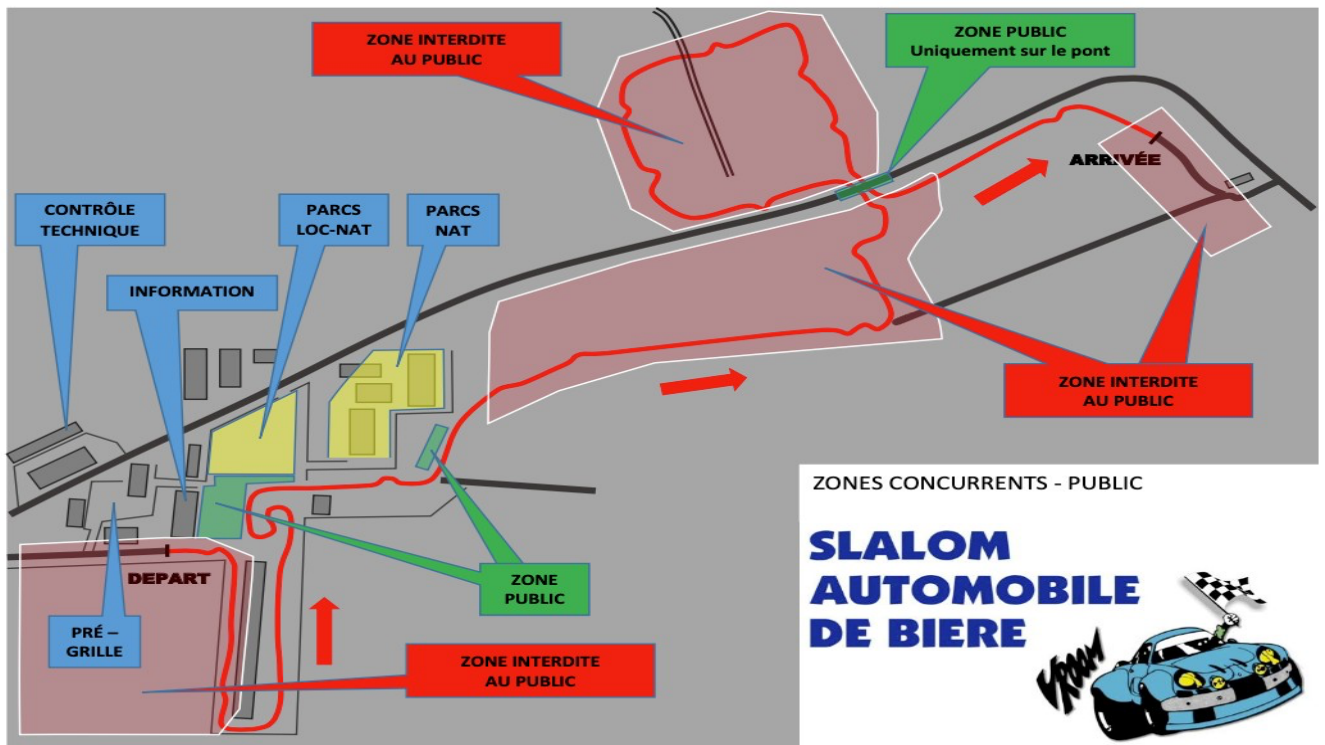 ZONE INTERDITE
AU PUBLIC
ZONE PUBLIC
Uniquement sur le pont
ARRIVÉE
CONTRÔLE
TECHNIQUE
PARCS
LOC-NAT
PARCS
NAT
INFORMATION
ZONE INTERDITE
AU PUBLIC
DEPART
ZONE
PUBLIC
PRÉ –
GRILLE
ZONE INTERDITE
AU PUBLIC
ZONES CONCURRENTS - PUBLIC
SLALOM
AUTOMOBILE
DE BIERE
VROOM